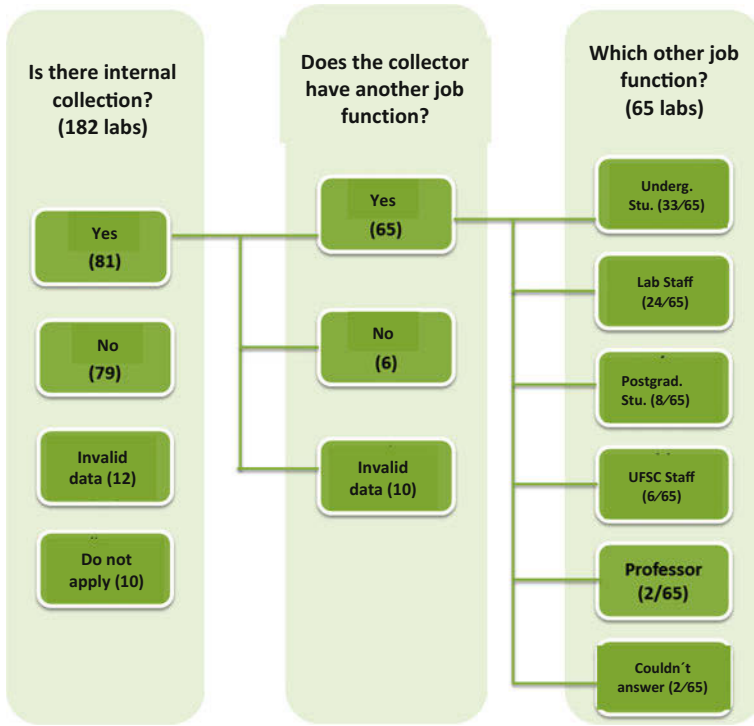 Is there internal
collection?
(182 labs)
Yes
(81)
No
(79)
Invalid
data (12)
Do not
apply (10)
Does the collector
have another job
function?
Yes
(65)
No
(6)
Invalid
data (10)
Which other job
function?
(65 labs)
Underg.
Stu. (33/65)
Lab Staff
(24/65)
Postgrad.
Stu. (8/65)
UFSC Staff
(6/65)
Professor
(2/65)
Couldn´t
answer (2/65)